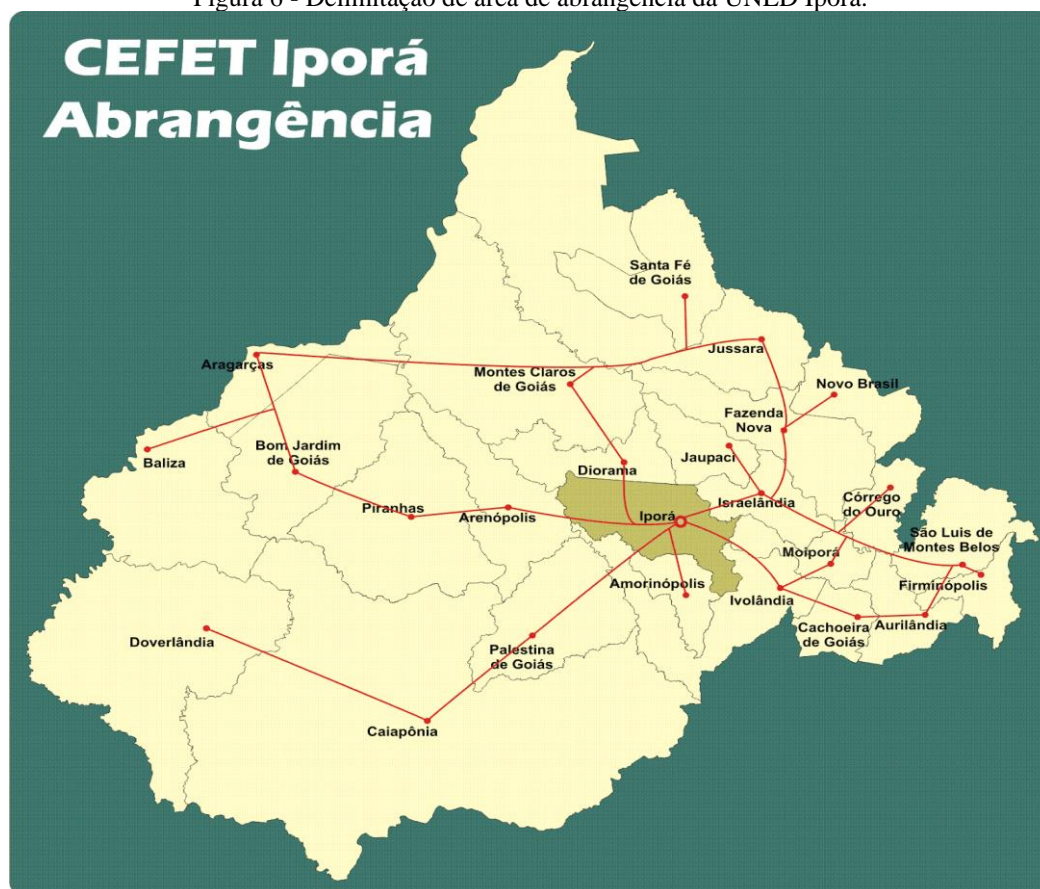 Figura 6 - Delimitação de área de abrangência da UNED Iporá.
CEFET Iporá
Abrangência
Santa Fé
de Goiás
Aragarças
Jussara
Montes Claros
de Goiás
Novo Brasil
Fazenda
Nova
Baliza
Bom Jardim
de Goiás
Jaupaci
Diorama
Israelândia
Córrego
do Ouro
Piranhas
Arenópolis
Iporá
São Luis de
Montes Belos
Moiporá
Amorinópolis
Ivolândia
Firminópolis
Doverlândia
Palestina
de Goiás
Cachoeira
de Goiás
Aurilândia
Caiapônia